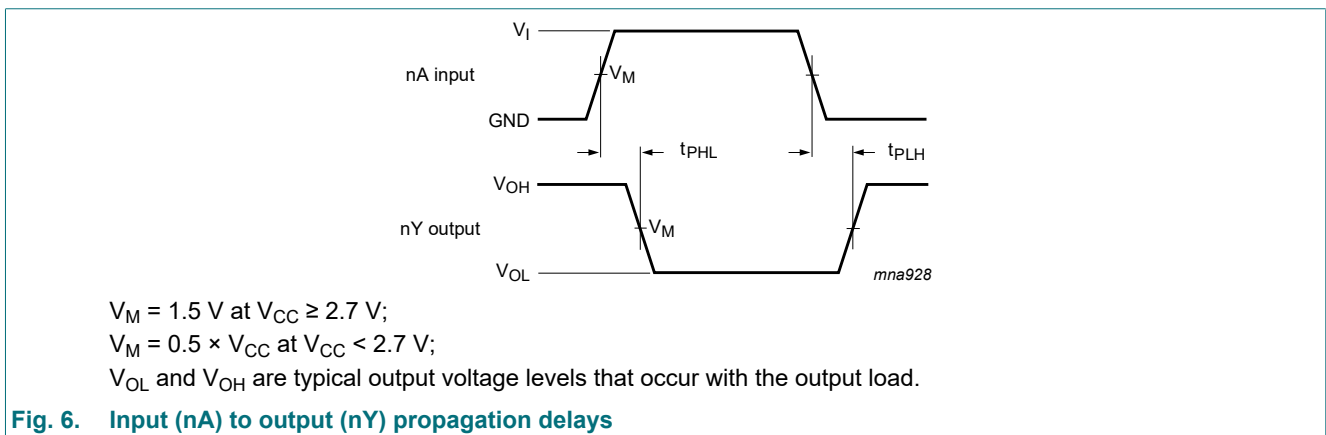 VI
nA input
VM
GND
tPHL
tPLH
VOH
nY output
VM
VOL
mna928
VM = 1.5 V at VCC ≥ 2.7 V;
VM = 0.5 × VCC at VCC < 2.7 V;
VOL and VOH are typical output voltage levels that occur with the output load.
Fig. 6. Input (nA) to output (nY) propagation delays